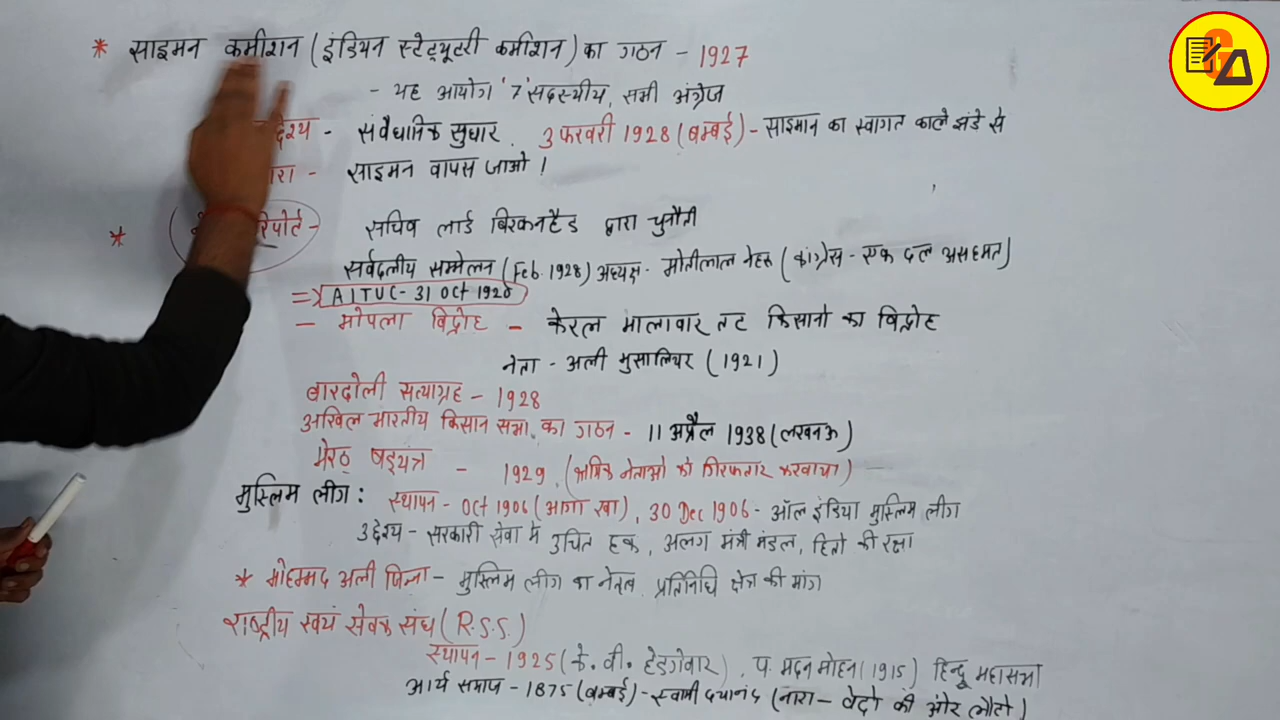 * साइमन कमीशन (इंडियन स्टेट्यूटरी कमीशन) का गठन - 1927
- यह आयोग '7' सदस्यीय, सभी अंग्रेज
देश्य - संवैधानिक सुधार, 3 फरवरी 1928 (बम्बई) - साइमान का स्वागत काले झंडे से
ारा - साइमन वापस जाओ !
* रिपोर्ट - सचिव लार्ड बिरकनहैड द्वारा चुनौती
सर्वदलीय सम्मेलन (Feb. 1928) अध्यक्ष - मोतीलाल नेहरू (कांग्रेस - एक दल असहमत)
=> AITUC - 31 Oct 1920
- मोपला विद्रोह - केरल मालावार तट किसानो का विद्रोह
नेता - अली मुसालियर (1921)
बारदोली सत्याग्रह - 1928
अखिल भारतीय किसान सभा का गठन - 11 अप्रैल 1938 (लखनऊ)
मेरठ षड्यंत्र - 1929, (श्रमिक नेताओ को गिरफतार करवाया)
मुस्लिम लीग : स्थापन - Oct 1906 (आगा खा), 30 Dec 1906 - ऑल इंडिया मुस्लिम लीग
उद्देश्य - सरकारी सेवा मे उचित हक, अलग मंत्री मंडल, हितो की रक्षा
* मोहम्मद अली जिन्ना - मुस्लिम लीग का नेतृत्व, प्रतिनिधि क्षेत्र की मांग
राष्ट्रीय स्वयं सेवक संघ (R.S.S.)
स्थापन - 1925 (के. वी. हेडगेवार), प. मदन मोहन (1915) हिन्दू महासभा
आर्य समाज - 1875 (बम्बई) - स्वामी दयानंद (नारा - वेदो की ओर लौटो)